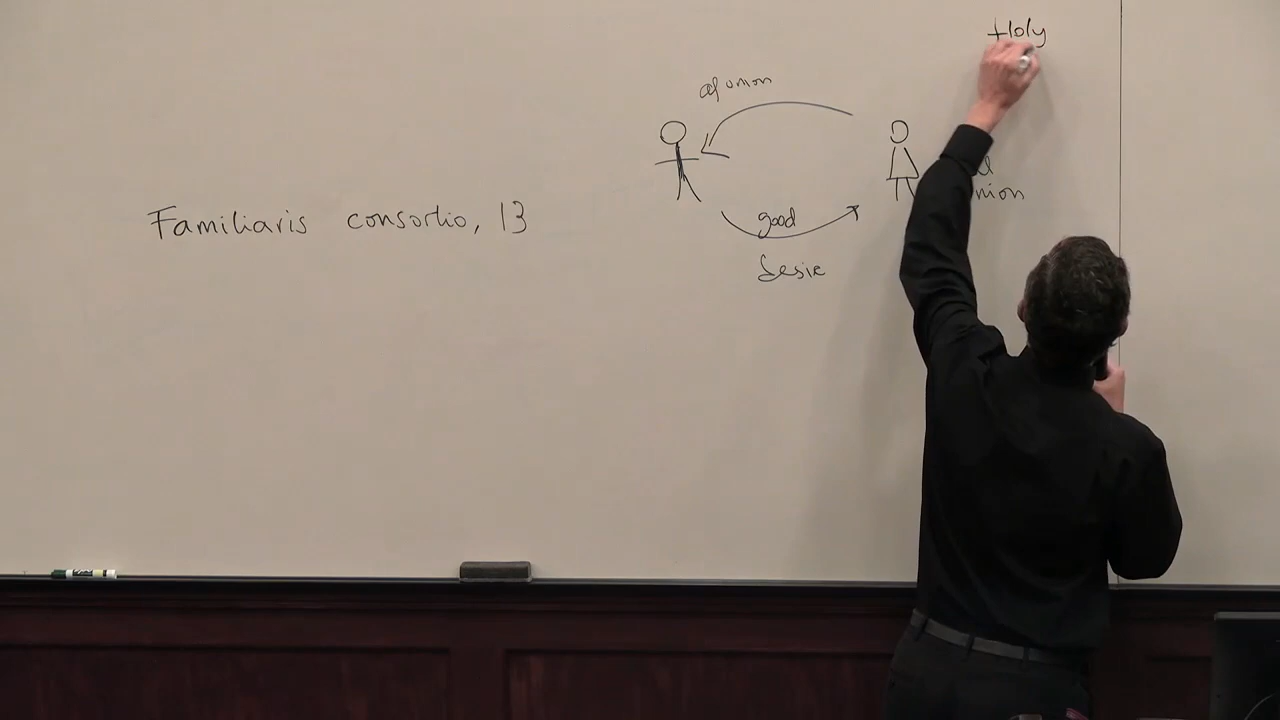 Holy
of union
Familiaris consortio, 13
good
desire